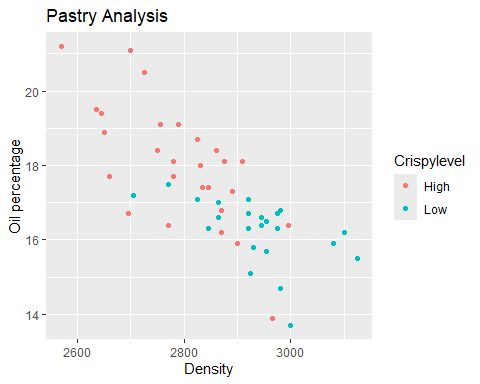 Pastry Analysis
Oil percentage
20
18
16
14
2600
2800
3000
Density
Crispylevel
High
Low